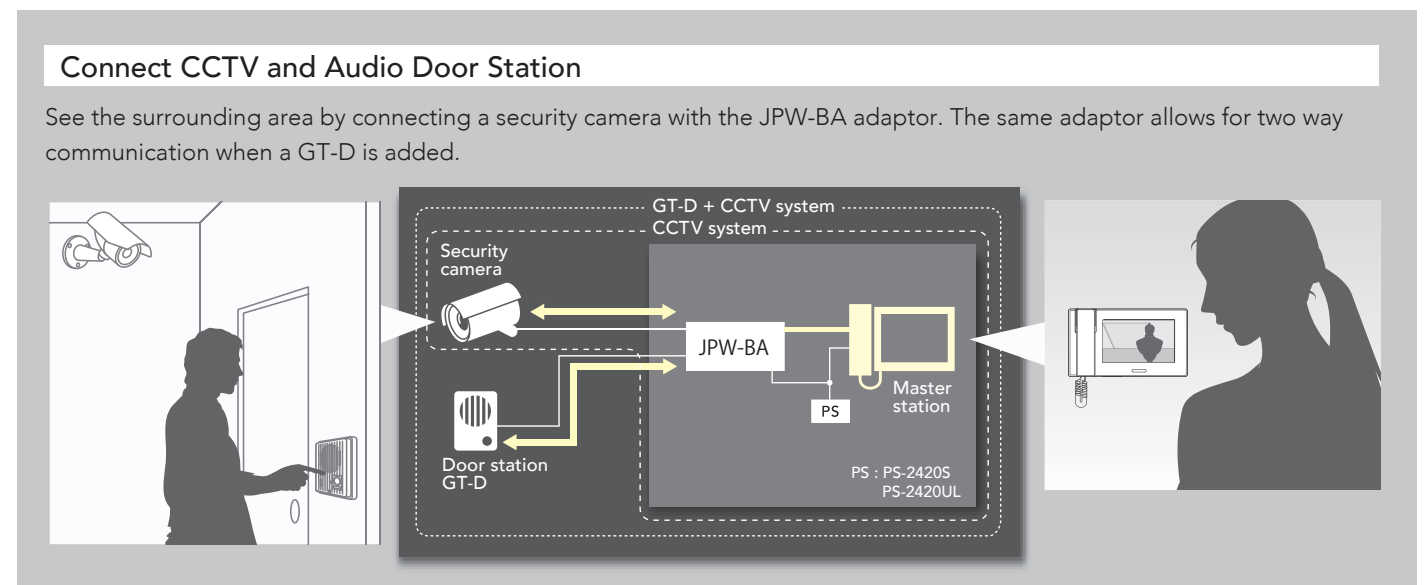 Connect CCTV and Audio Door Station
See the surrounding area by connecting a security camera with the JPW-BA adaptor. The same adaptor allows for two way
communication when a GT-D is added.
GT-D + CCTV system
CCTV system
Security
camera
JPW-BA
Master
station
PS
Door station
GT-D
PS : PS-2420S
PS-2420UL